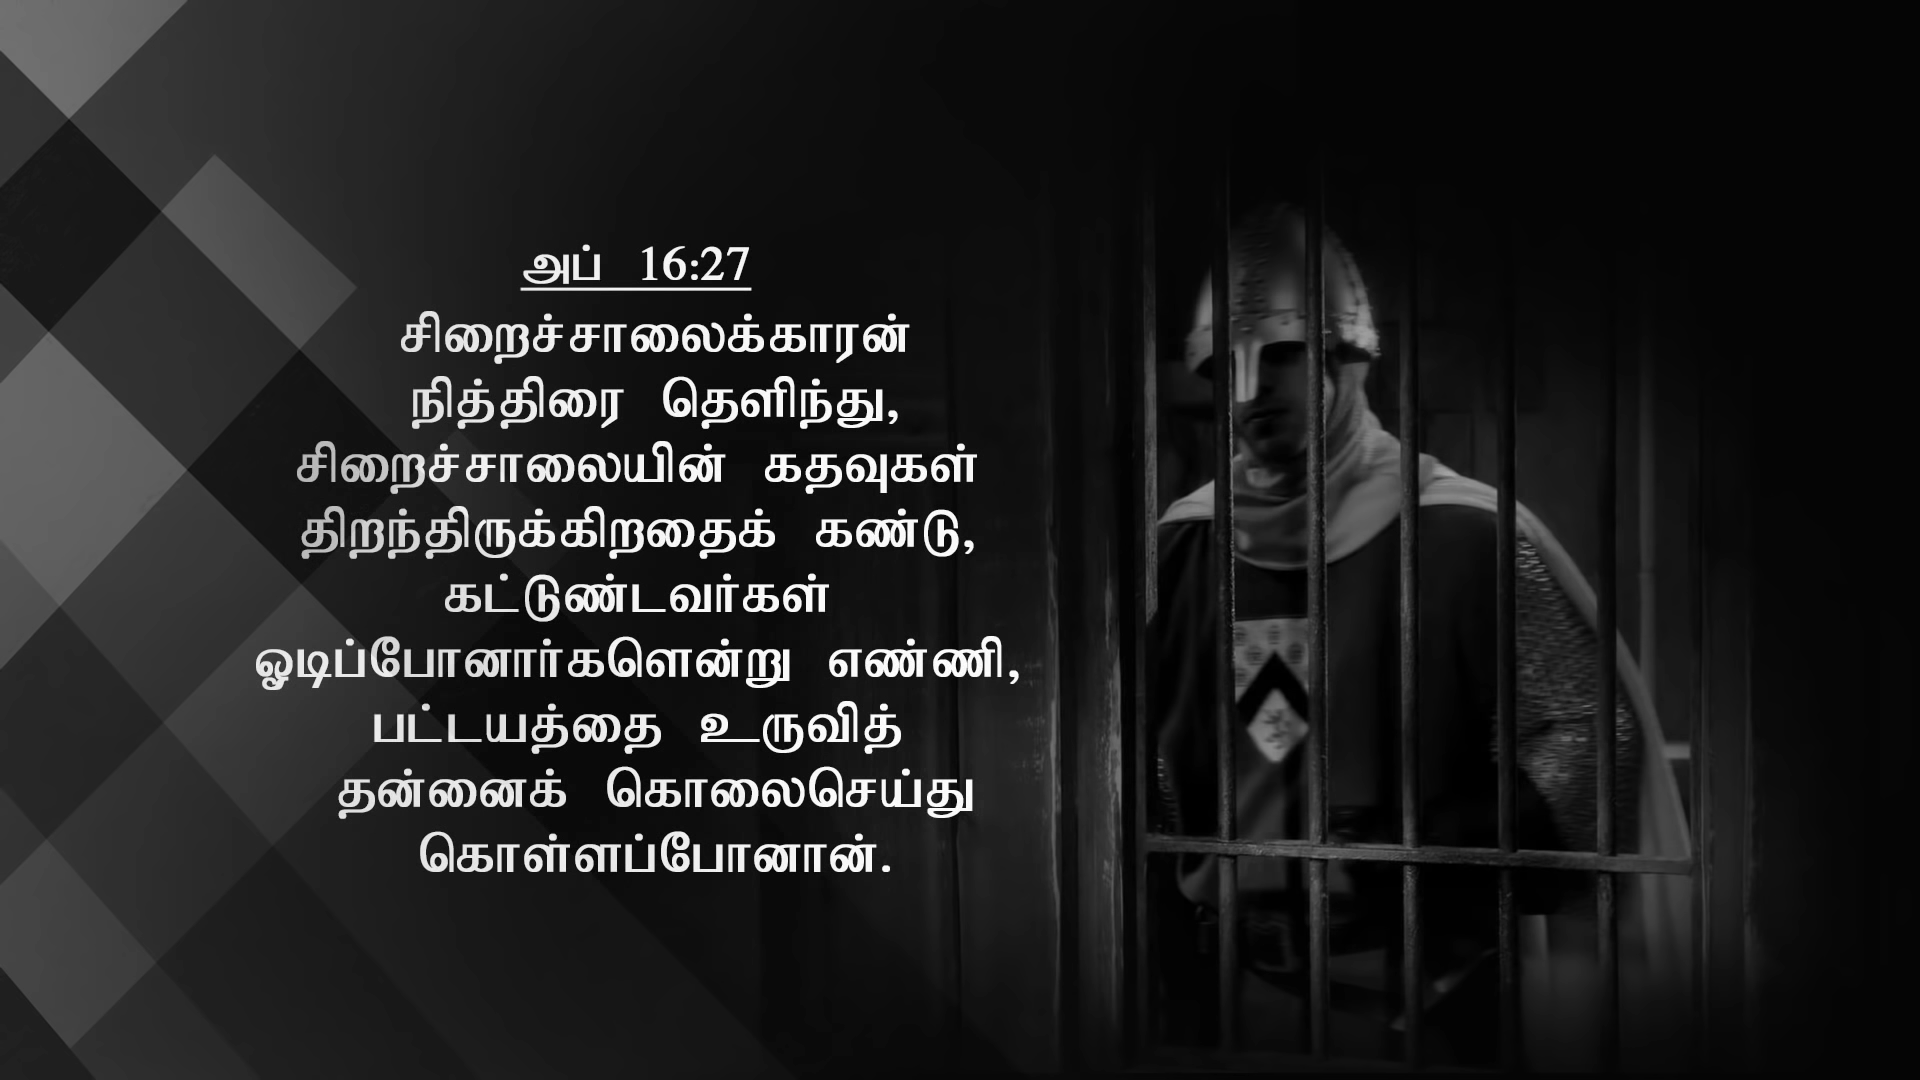 அப் 16:27
சிறைச்சாலைக்காரன்
நித்திரை தெளிந்து,
சிறைச்சாலையின் கதவுகள்
திறந்திருக்கிறதைக் கண்டு,
கட்டுண்டவர்கள்
ஓடிப்போனார்களென்று எண்ணி,
பட்டயத்தை உருவித்
தன்னைக் கொலைசெய்து
கொள்ளப்போனான்.